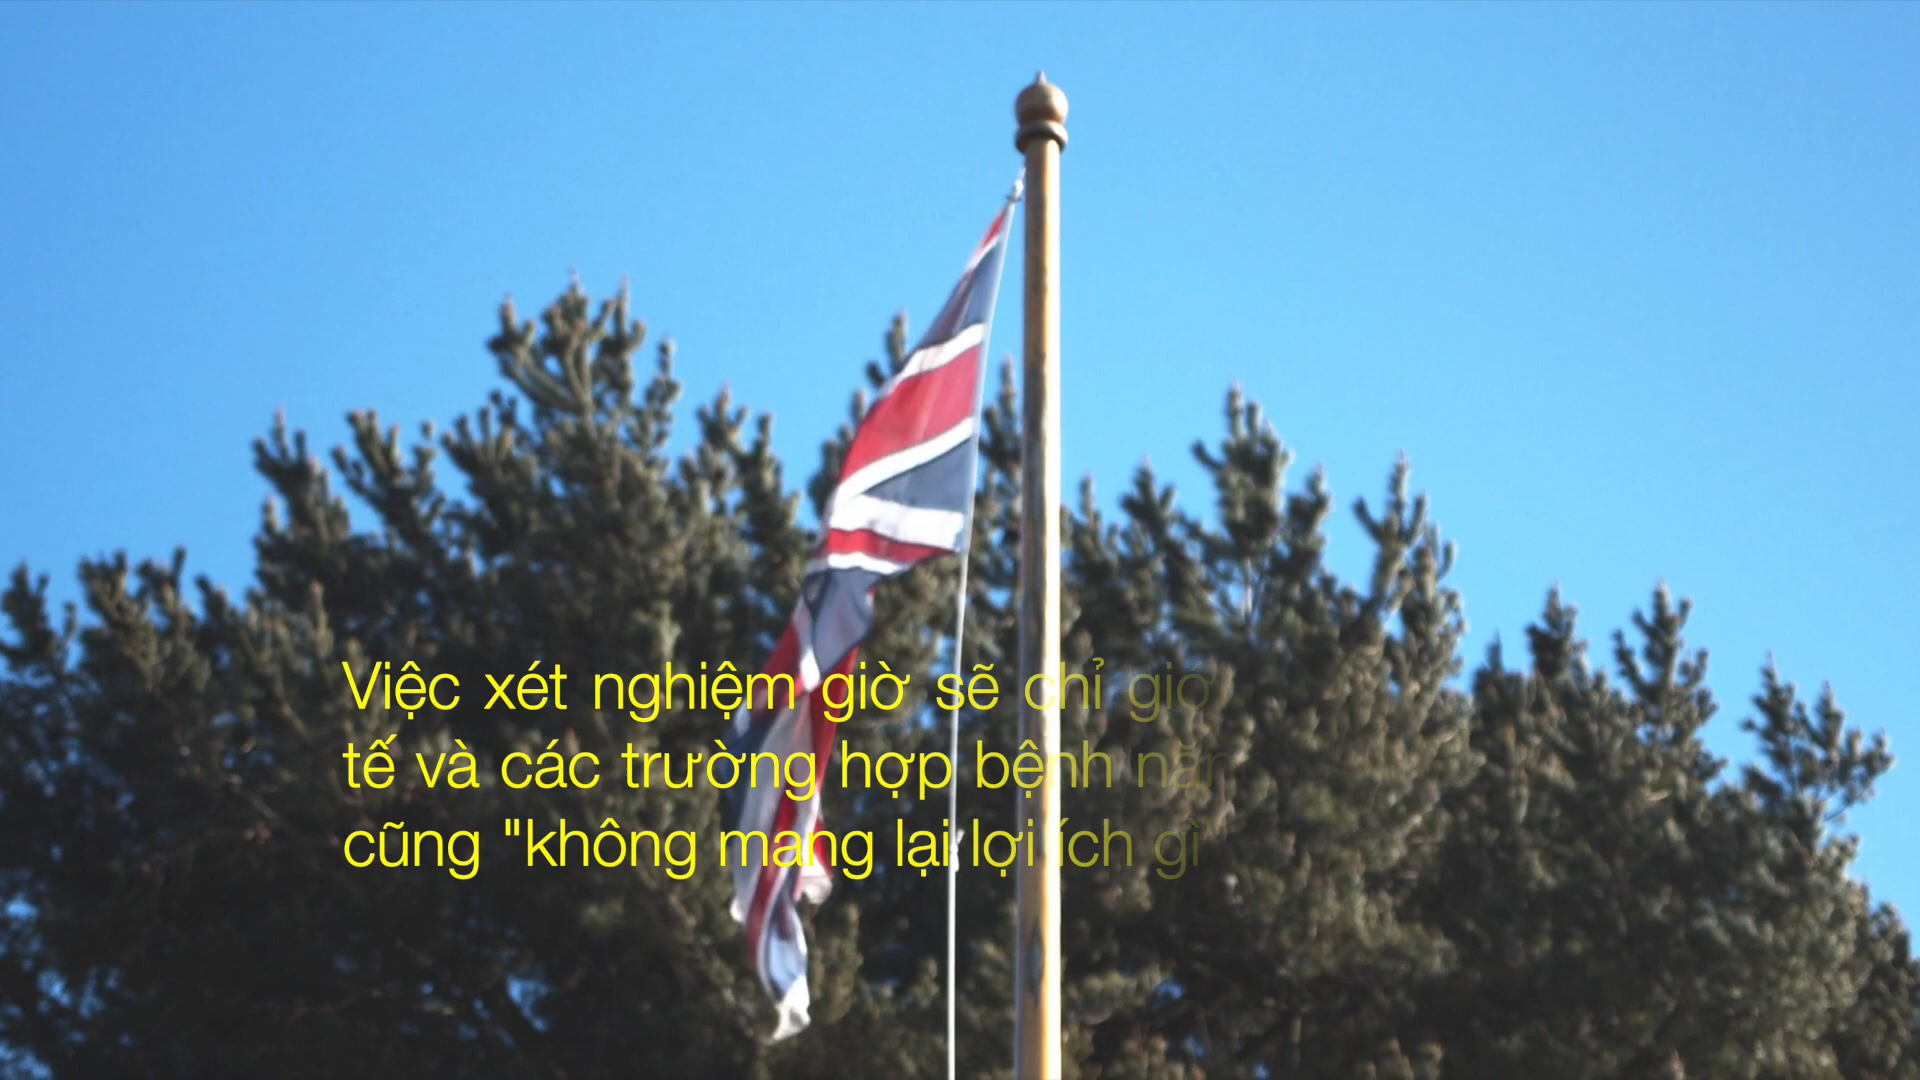 Việc xét nghiệm giờ sẽ chỉ
tế và các trường hợp bệnh
cũng "không mang lại lợi ích gì